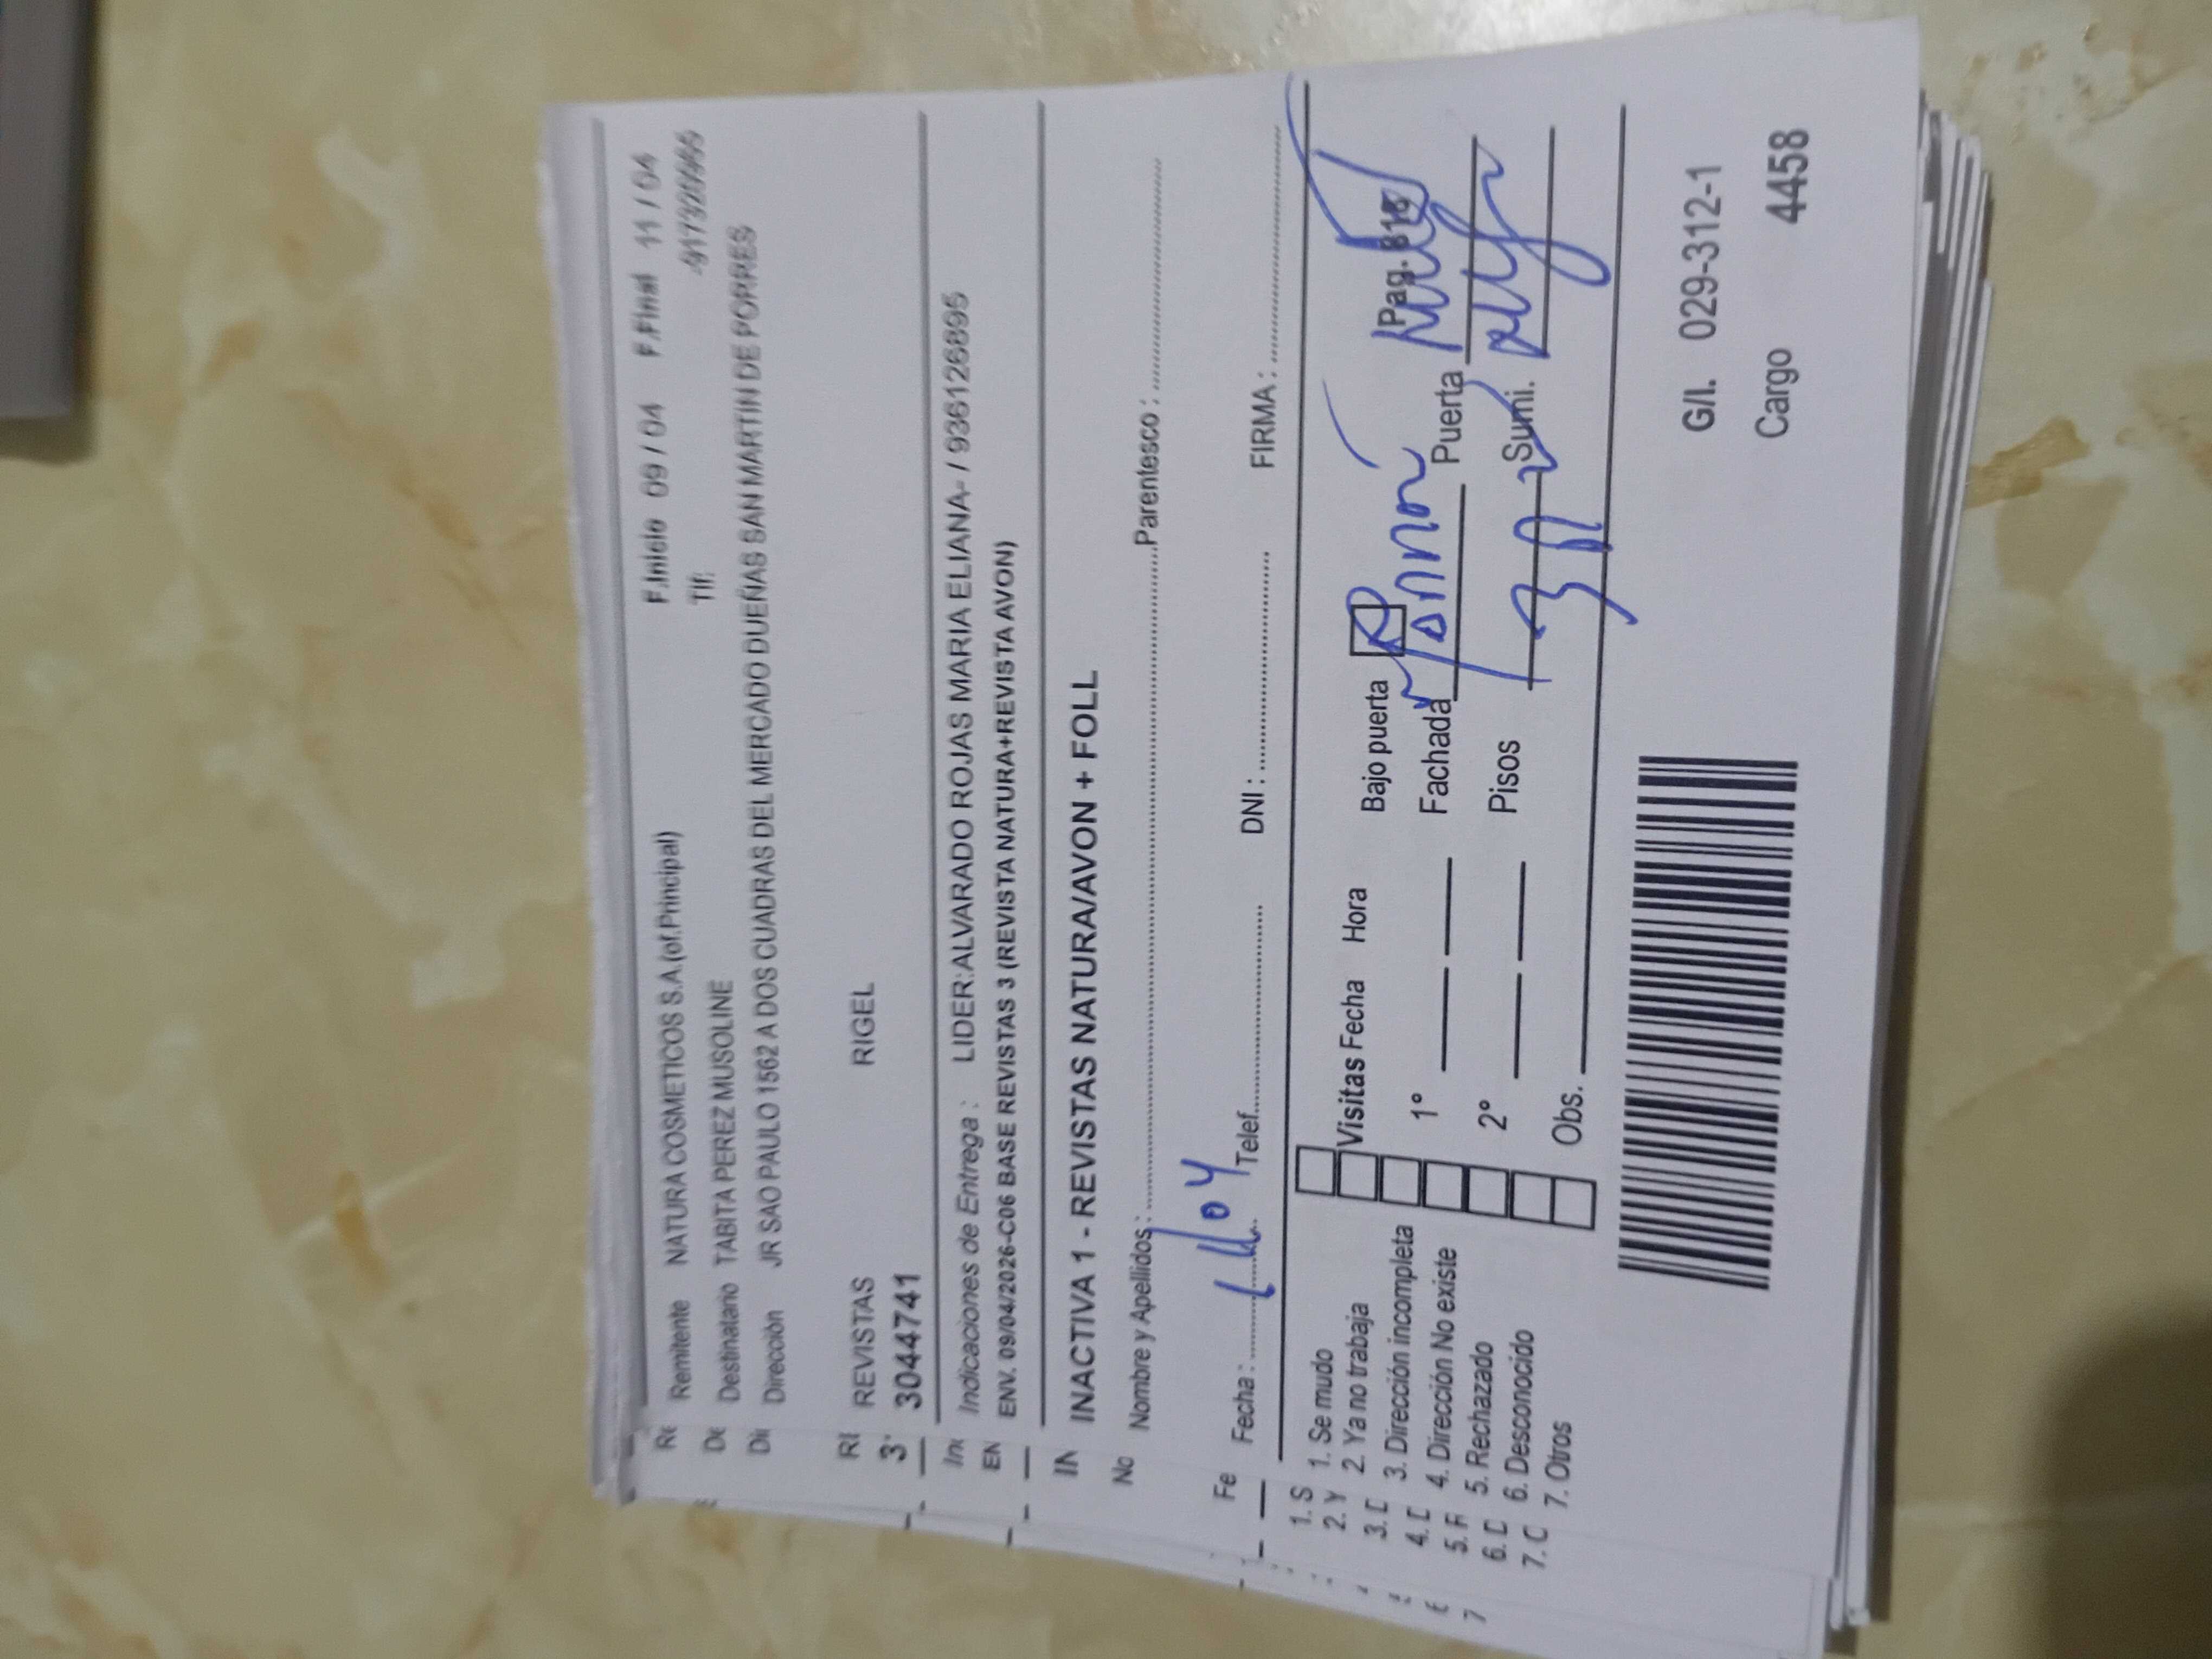 F.Inicio 09 / 04 F.Final 11 / 04
Remitente NATURA COSMETICOS S.A.(of.Principal) Tlf:
Destinatario TABITA PEREZ MUSOLINE
Dirección JR SAO PAULO 1562 A DOS CUADRAS DEL MERCADO DUEÑAS SAN MARTIN DE PORRES
REVISTAS RIGEL
3044741
Indicaciones de Entrega : LIDER:ALVARADO ROJAS MARIA ELIANA- / 936126895
ENV. 09/04/2026-C06 BASE REVISTAS 3 (REVISTA NATURA+REVISTA AVON)
INACTIVA 1 - REVISTAS NATURA/AVON + FOLL
Nombre y Apellidos: Parentesco :
Fecha : 11 04 Telef. DNI : FIRMA :
1. Se mudo
2. Ya no trabaja
3. Dirección incompleta
4. Dirección No existe
5. Rechazado
6. Desconocido
7. Otros
Visitas Fecha Hora Bajo puerta Pag.
1° Fachada Puerta
2° Pisos 3 Sumi.
Obs.
G/I. 029-312-1
Cargo 4458